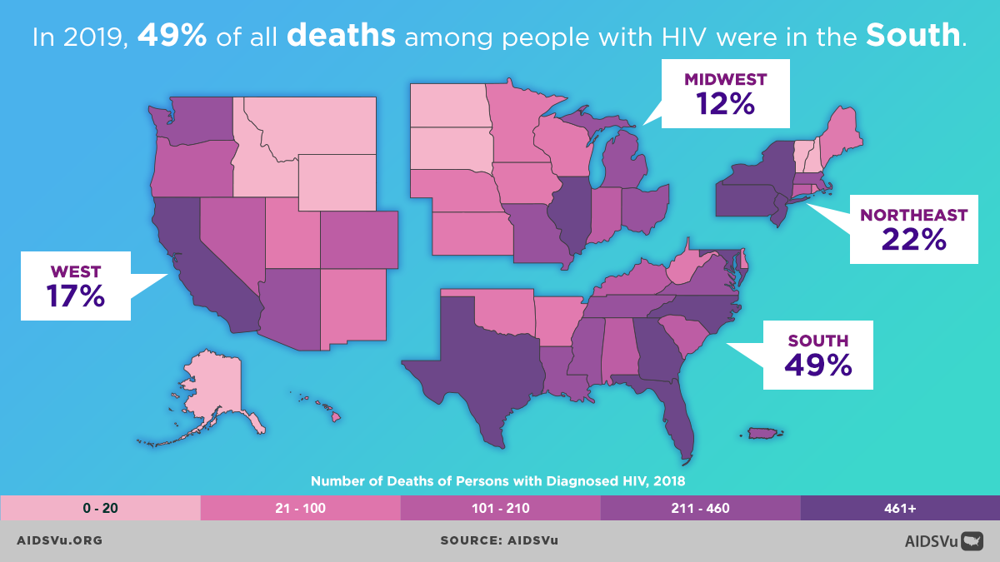 In 2019, 49% of all deaths among people with HIV were in the South.
MIDWEST
12%
NORTHEAST
22%
WEST
17%
SOUTH
49%
Number of Deaths of Persons with Diagnosed HIV, 2018
0 - 20
21 - 100
101 - 210
211 - 460
461+
AIDSVu.ORG
SOURCE: AIDSVu
AIDSVu